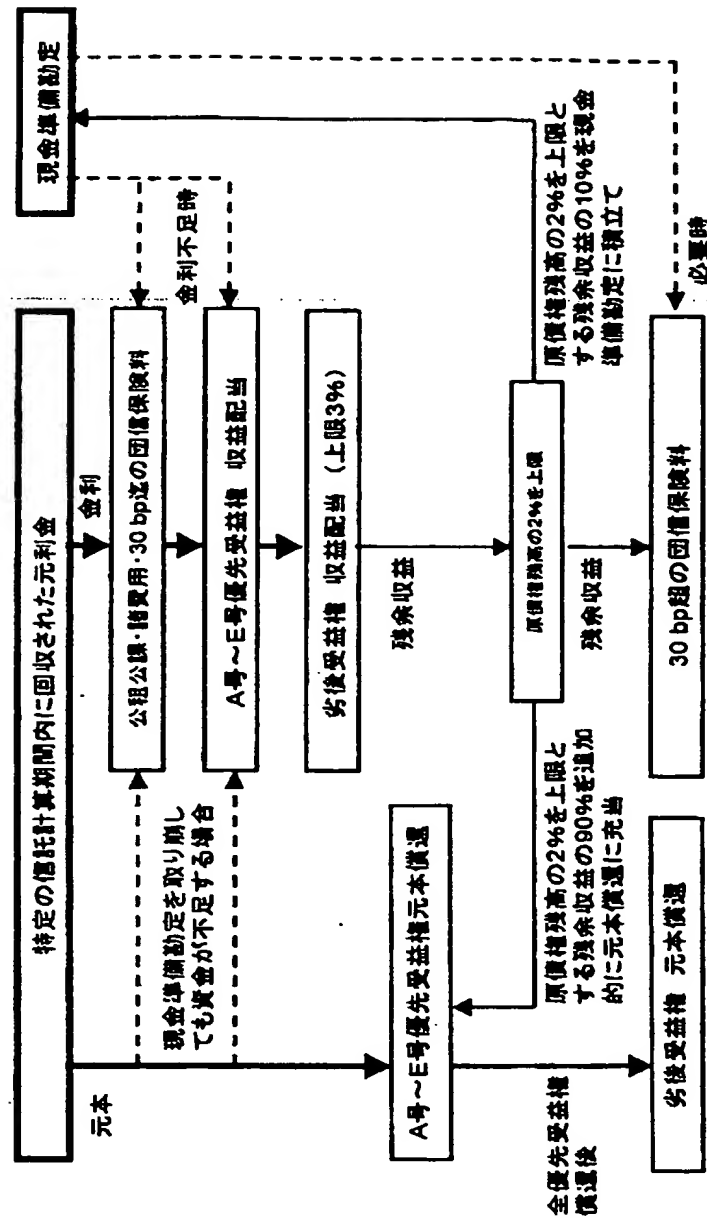 特定の信託計算期間内に回収された元利金
現金準備勘定
元本
金利
公租公課・諸費用・30 bp迄の団信保険料
金利不足時
現金準備勘定を取り崩し
ても資金が不足する場合
A号～E号優先受益権 収益配当
劣後受益権 収益配当 （上限3%）
残余収益
A号～E号優先受益権元本償還
原債権残高の2%を上限
原債権残高の2%を上限と
する残余収益の90%を追加
的に元本償還に充当
原債権残高の2%を上限と
する残余収益の10%を現金
準備勘定に積立て
全優先受益権
償還後
残余収益
必要時
劣後受益権 元本償還
30 bp超の団信保険料